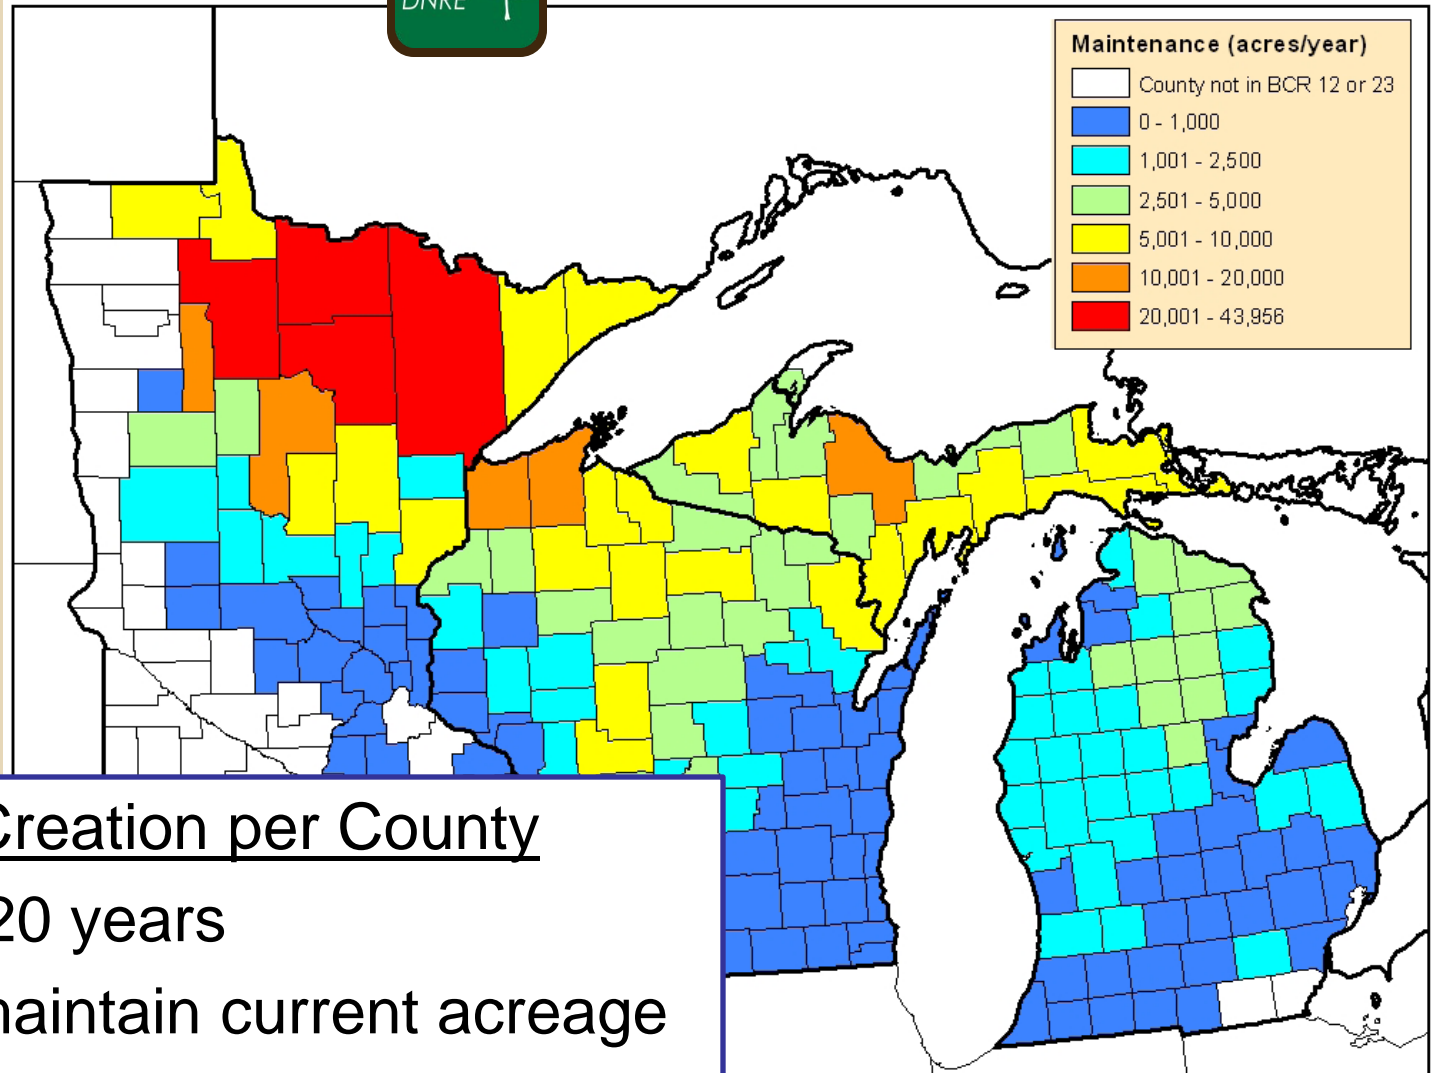 DNRE
Maintenance (acres/year)
County not in BCR 12 or 23
0 - 1,000
1,001 - 2,500
2,501 - 5,000
5,001 - 10,000
10,001 - 20,000
20,001 - 43,956
Creation per County
20 years
maintain current acreage